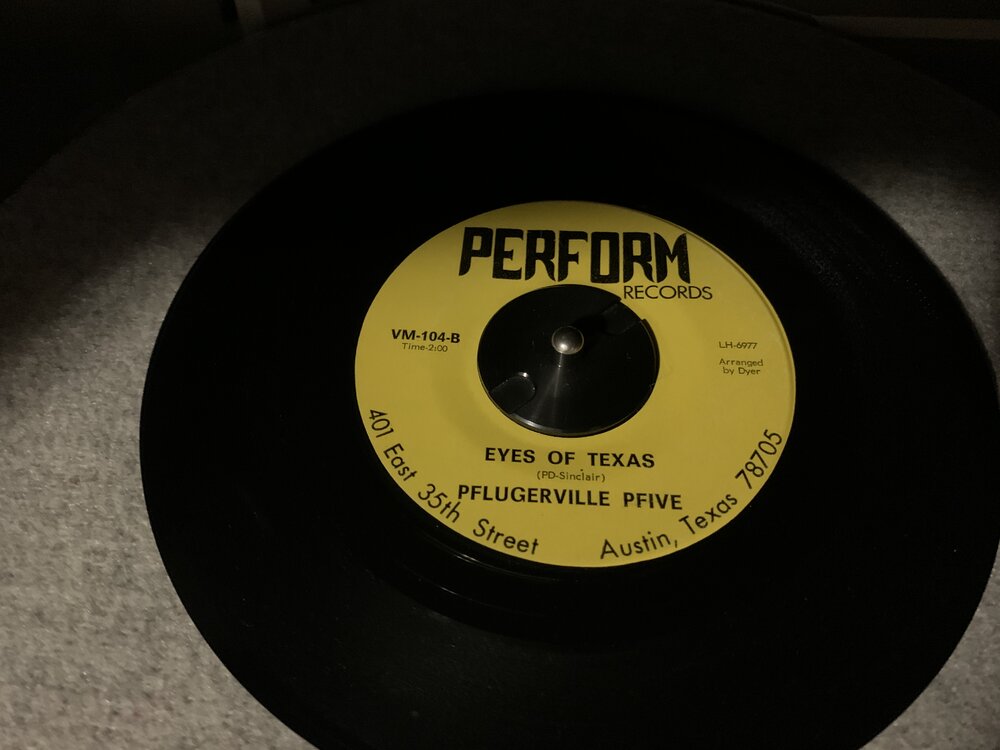 PERFORM
RECORDS
VM-104-B
Time-2:00
LH-6977
Arranged
by Dyer
EYES OF TEXAS
(PD-Sinclair)
PFLUGERVILLE PFIVE
401 East 35th Street Austin, Texas 78705